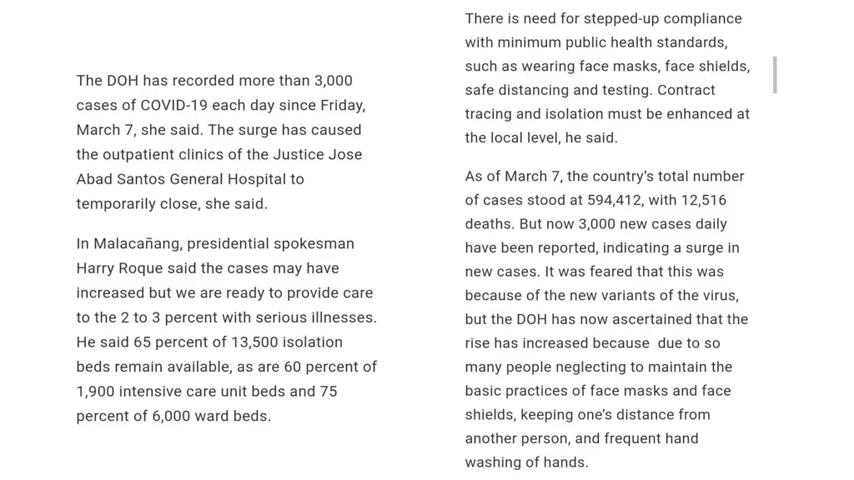 The DOH has recorded more than 3,000
cases of COVID-19 each day since Friday,
March 7, she said. The surge has caused
the outpatient clinics of the Justice Jose
Abad Santos General Hospital to
temporarily close, she said.
In Malacañang, presidential spokesman
Harry Roque said the cases may have
increased but we are ready to provide care
to the 2 to 3 percent with serious illnesses.
He said 65 percent of 13,500 isolation
beds remain available, as are 60 percent of
1,900 intensive care unit beds and 75
percent of 6,000 ward beds.
There is need for stepped-up compliance
with minimum public health standards,
such as wearing face masks, face shields,
safe distancing and testing. Contract
tracing and isolation must be enhanced at
the local level, he said.
As of March 7, the country’s total number
of cases stood at 594,412, with 12,516
deaths. But now 3,000 new cases daily
have been reported, indicating a surge in
new cases. It was feared that this was
because of the new variants of the virus,
but the DOH has now ascertained that the
rise has increased because  due to so
many people neglecting to maintain the
basic practices of face masks and face
shields, keeping one’s distance from
another person, and frequent hand
washing of hands.